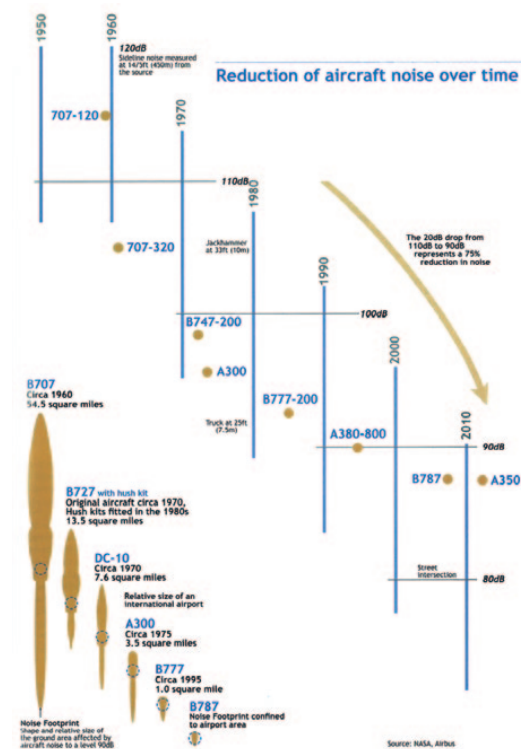 1950
1960
120dB
Sideline noise measured
at 1475ft (450m) from
the source
Reduction of aircraft noise over time
707-120
1970
110dB
1980
The 20dB drop from
110dB to 90dB
represents a 75%
reduction in noise
Jackhammer
at 33ft (10m)
707-320
1990
100dB
B747-200
2000
A300
B707
Circa 1960
54.5 square miles
B777-200
Truck at 25ft
(7.5m)
A380-800
2010
90dB
B787
A350
B727 with hush kit
Original aircraft circa 1970,
Hush kits fitted in the 1980s
13.5 square miles
DC-10
Circa 1970
7.6 square miles
Street
intersection
80dB
Relative size of an
international airport
A300
Circa 1975
3.5 square miles
B777
Circa 1995
1.0 square mile
B787
Noise Footprint confined
to airport area
Noise Footprint
Shape and relative size of
the ground area affected by
aircraft noise to a level 90dB
Source: NASA, Airbus